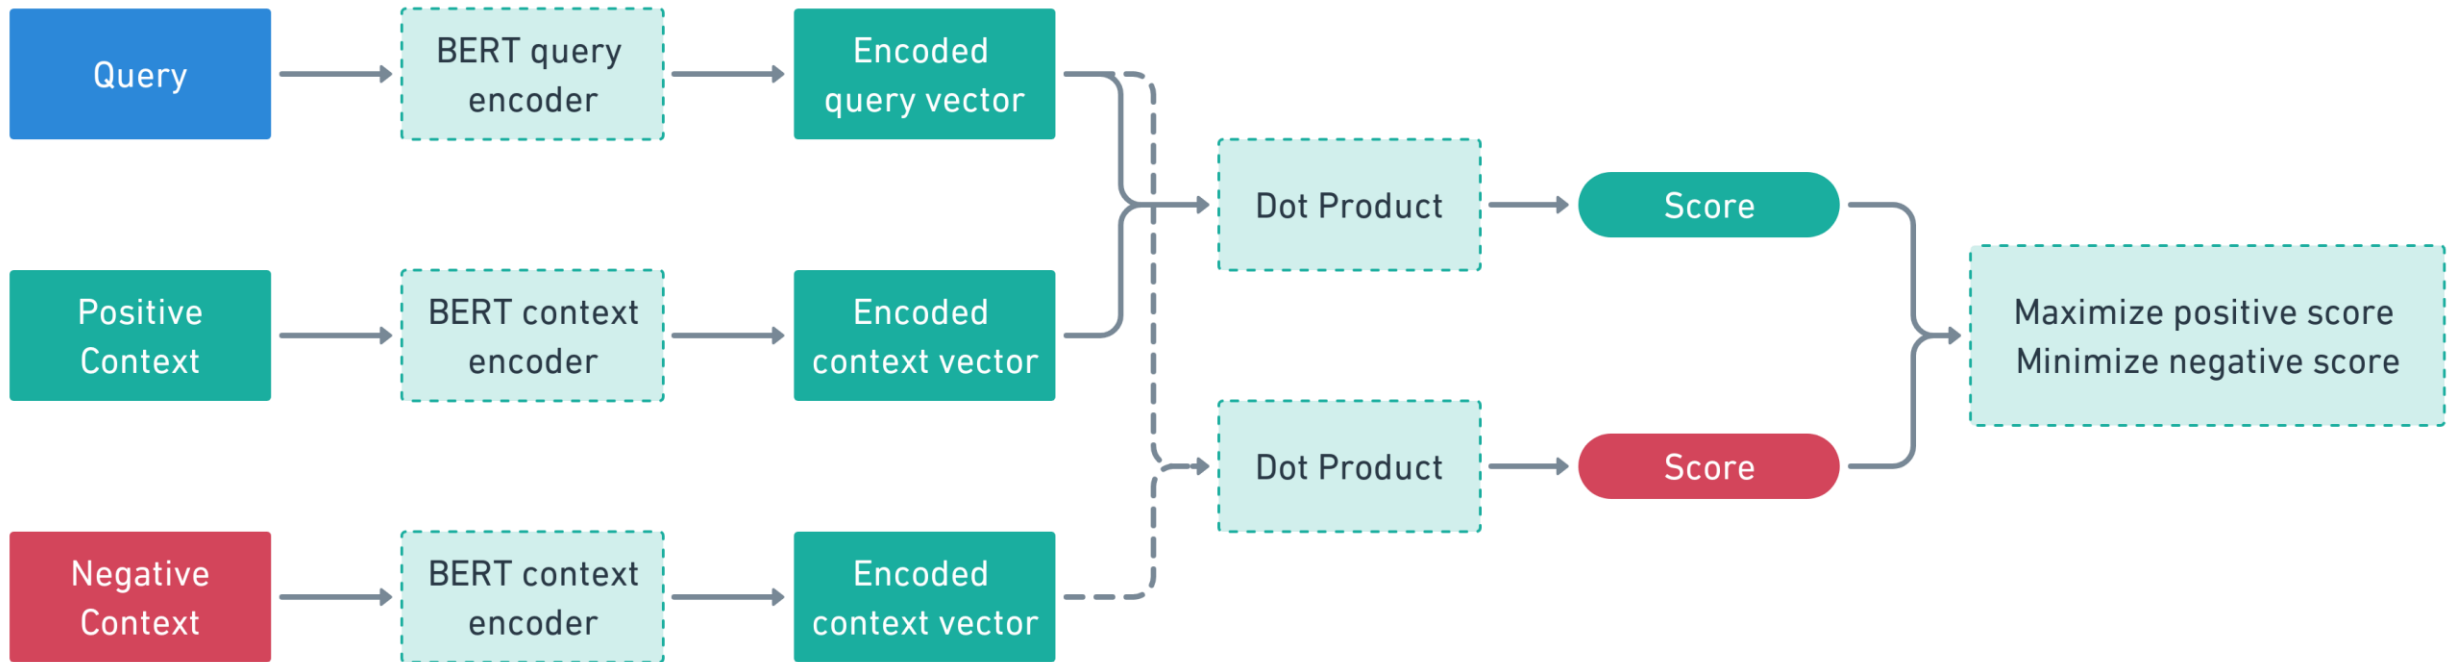 Query
BERT query
encoder
Encoded
query vector
Dot Product
Score
Positive
Context
BERT context
encoder
Encoded
context vector
Maximize positive score
Minimize negative score
Dot Product
Score
Negative
Context
BERT context
encoder
Encoded
context vector